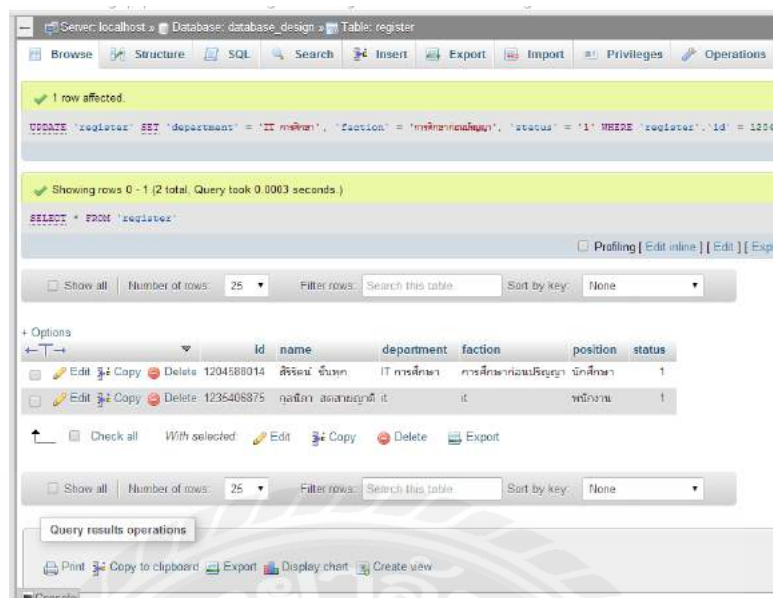 Server: localhost » Database: database_design » Table: register
Browse Structure SQL Search Insert Export Import Privileges Operations
1 row affected.
UPDATE `register` SET `department` = 'IT การศึกษา', `faction` = 'การศึกษาก่อนปริญญา', `status` = '1' WHERE `register`.`id` = 1204
Showing rows 0 - 1 (2 total, Query took 0.0003 seconds.)
SELECT * FROM `register`
Profiling [ Edit inline ] [ Edit ] [ Exp
Show all Number of rows: 25 Filter rows: Search this table Sort by key: None
+ Options
←T→ id name department faction position status
Edit Copy Delete 1204588014 IT การศึกษา การศึกษาก่อนปริญญา นักศึกษา 1
Edit Copy Delete 1236406875 it it พนักงาน 1
Check all With selected: Edit Copy Delete Export
Show all Number of rows: 25 Filter rows: Search this table Sort by key: None
Query results operations
Print Copy to clipboard Export Display chart Create view
Console